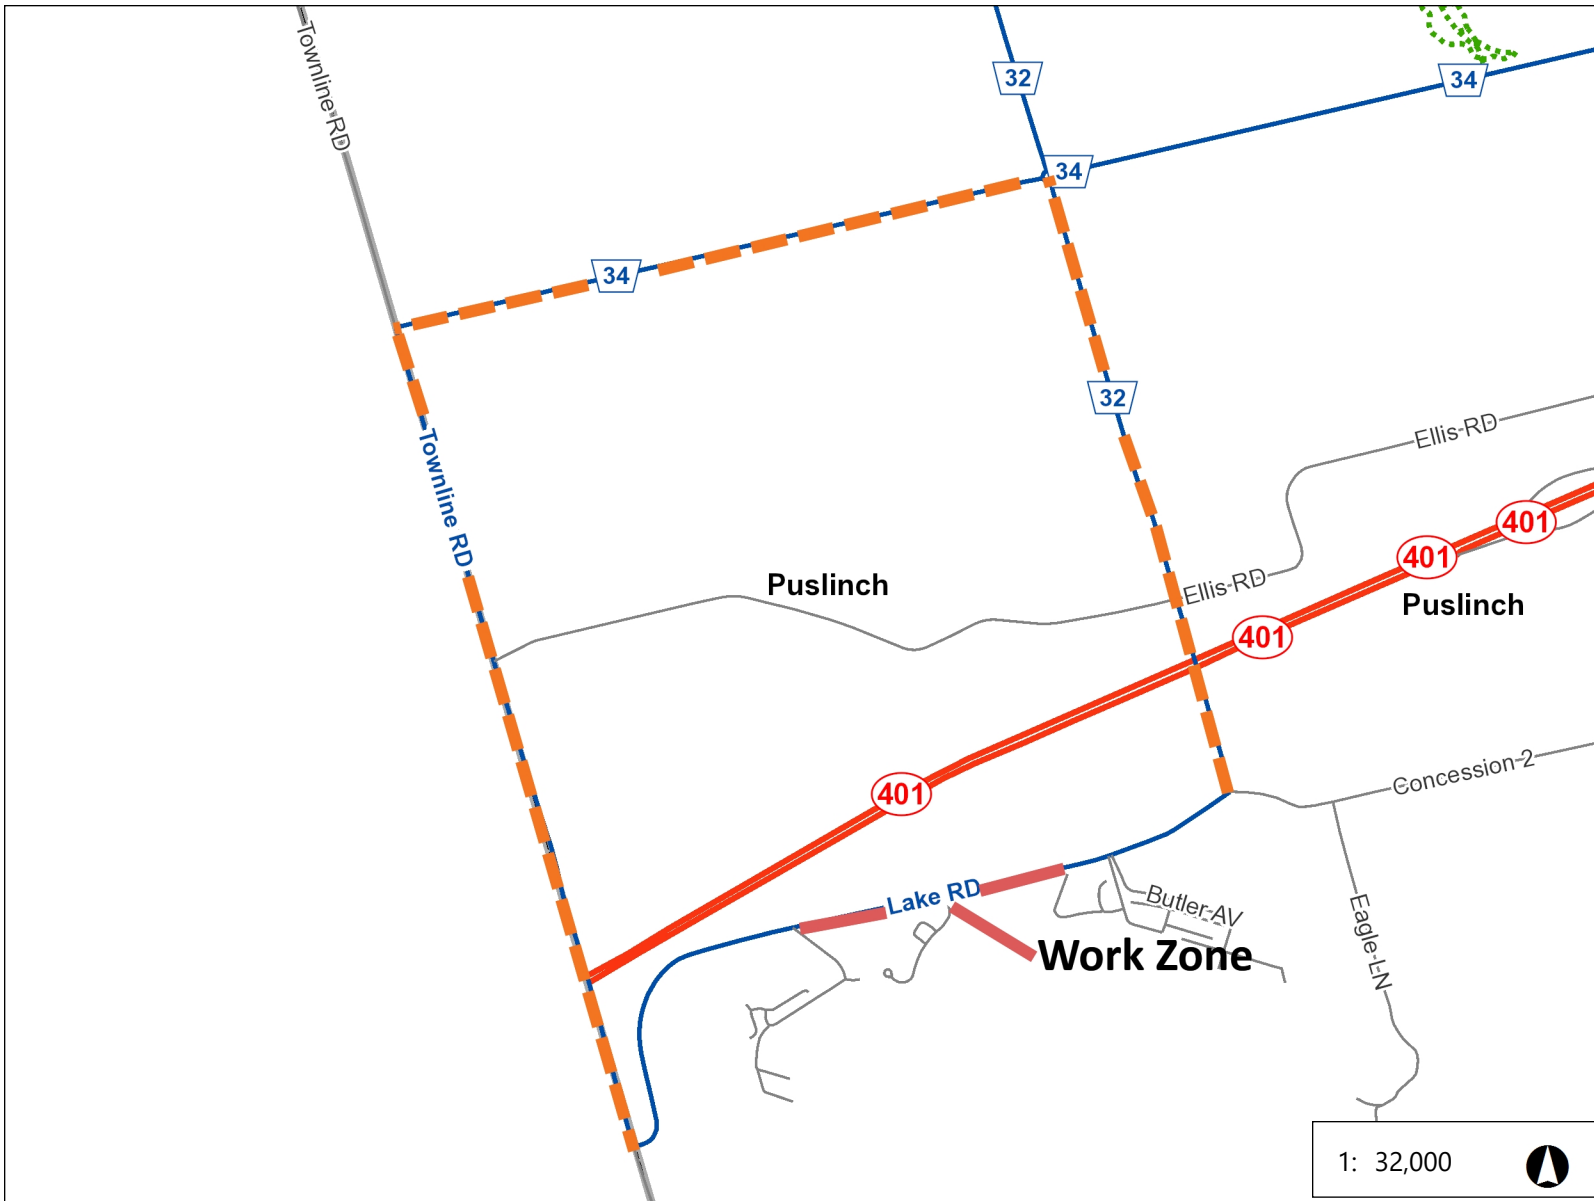 Townline RD
32
34
34
34
32
Ellis RD
Townline RD
401
401
Puslinch
Ellis RD
Puslinch
401
Concession 2
401
Lake RD
Butler AV
Eagle LN
Work Zone
1: 32,000